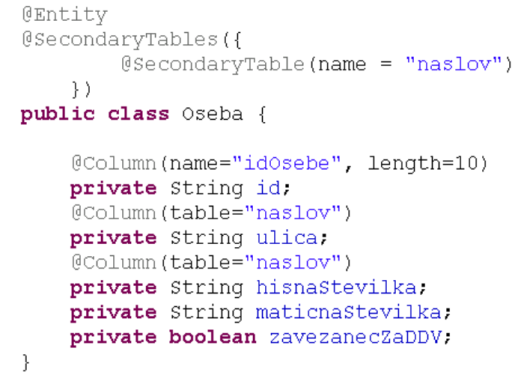 @Entity
@SecondaryTables({
        @SecondaryTable(name = "naslov")
    })
public class Oseba {

    @Column(name="idOsebe", length=10)
    private String id;
    @Column(table="naslov")
    private String ulica;
    @Column(table="naslov")
    private String hisnaStevilka;
    private String maticnaStevilka;
    private boolean zavezanecZaDDV;
}